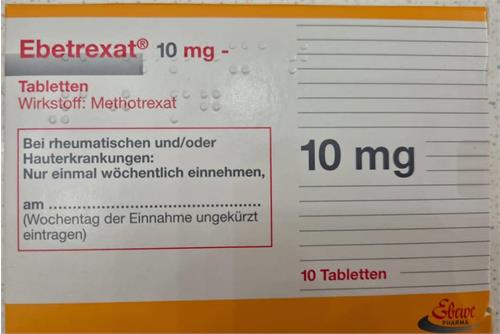 Ebetrexat® 10 mg -
Tabletten
Wirkstoff: Methotrexat
Bei rheumatischen und/oder
Hauterkrankungen:
Nur einmal wöchentlich einnehmen,
am ........................................
(Wochentag der Einnahme ungekürzt
eintragen)
10 mg
10 Tabletten
Ebewe
PHARMA